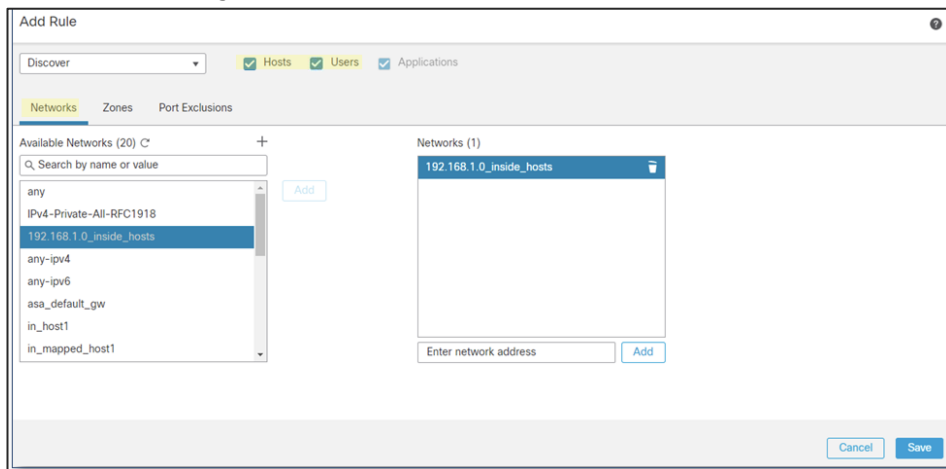 Add Rule
Discover Hosts Users Applications
Networks Zones Port Exclusions
Available Networks (20)
Search by name or value
any
IPv4-Private-All-RFC1918
192.168.1.0_inside_hosts
any-ipv4
any-ipv6
asa_default_gw
in_host1
in_mapped_host1
Add
Networks (1)
192.168.1.0_inside_hosts
Enter network address Add
Cancel Save